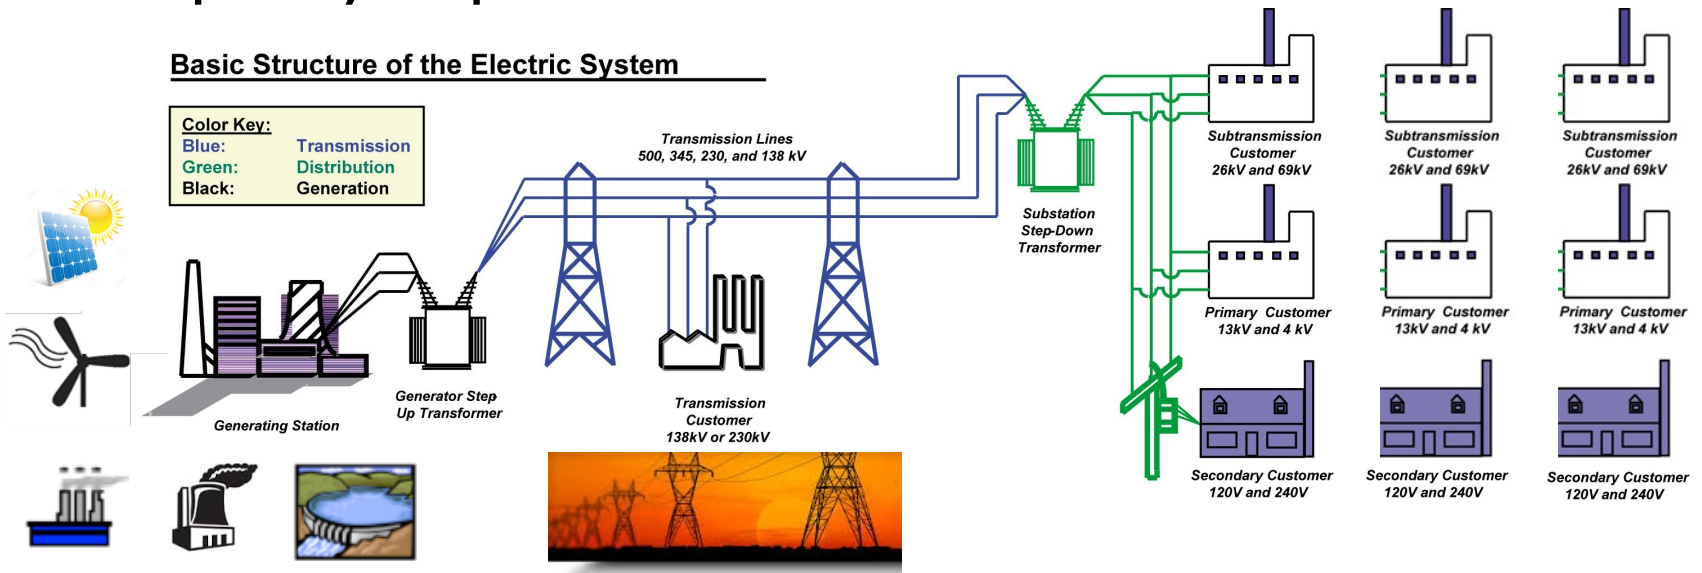 Basic Structure of the Electric System
Color Key:
Blue: Transmission
Green: Distribution
Black: Generation
Transmission Lines
500, 345, 230, and 138 kV
Generating Station
Generator Step
Up Transformer
Transmission
Customer
138kV or 230kV
Substation
Step-Down
Transformer
Subtransmission
Customer
26kV and 69kV
Subtransmission
Customer
26kV and 69kV
Subtransmission
Customer
26kV and 69kV
Primary Customer
13kV and 4 kV
Primary Customer
13kV and 4 kV
Primary Customer
13kV and 4 kV
Secondary Customer
120V and 240V
Secondary Customer
120V and 240V
Secondary Customer
120V and 240V